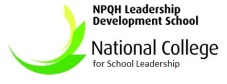 NPQH Leadership
Development School
National College
for School Leadership